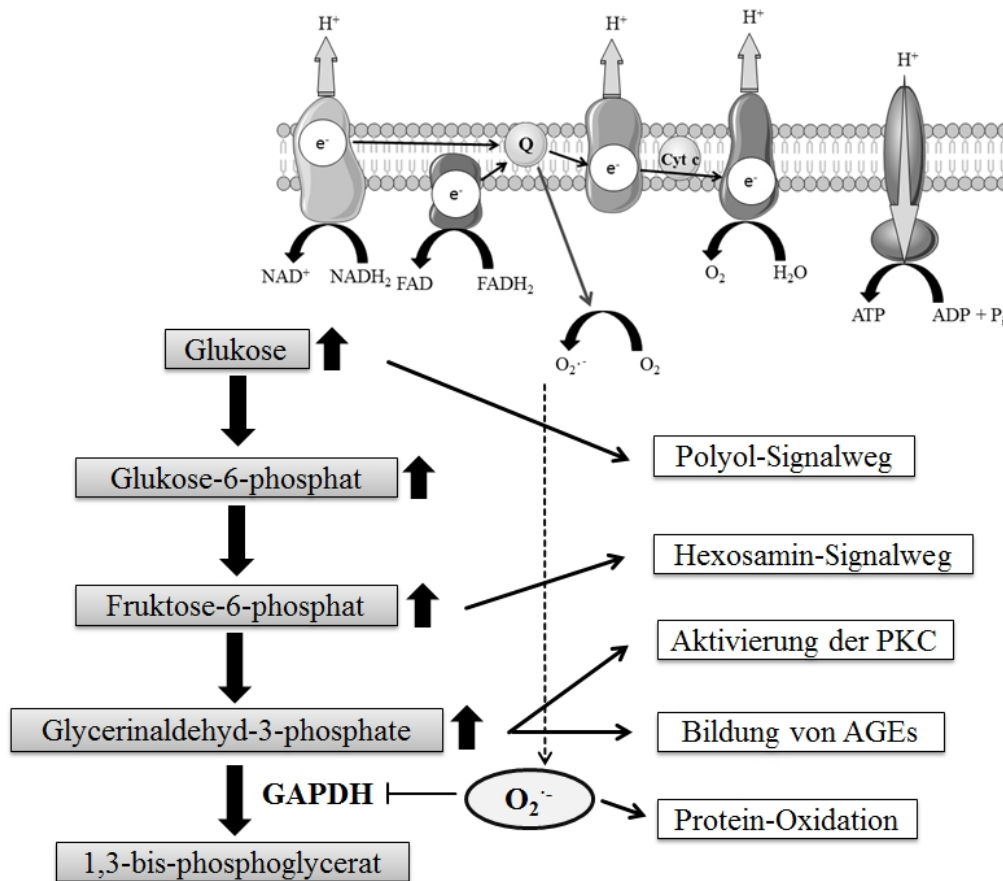 H⁺
H⁺
H⁺
H⁺
e⁻
Q
Cyt c
e⁻
e⁻
e⁻
NAD⁺
NADH₂
FAD
FADH₂
O₂
H₂O
ATP
ADP + Pᵢ
O₂·⁻
O₂
Glukose
Glukose-6-phosphat
Fruktose-6-phosphat
Glycerinaldehyd-3-phosphate
GAPDH
1,3-bis-phosphoglycerat
O₂·⁻
Polyol-Signalweg
Hexosamin-Signalweg
Aktivierung der PKC
Bildung von AGEs
Protein-Oxidation